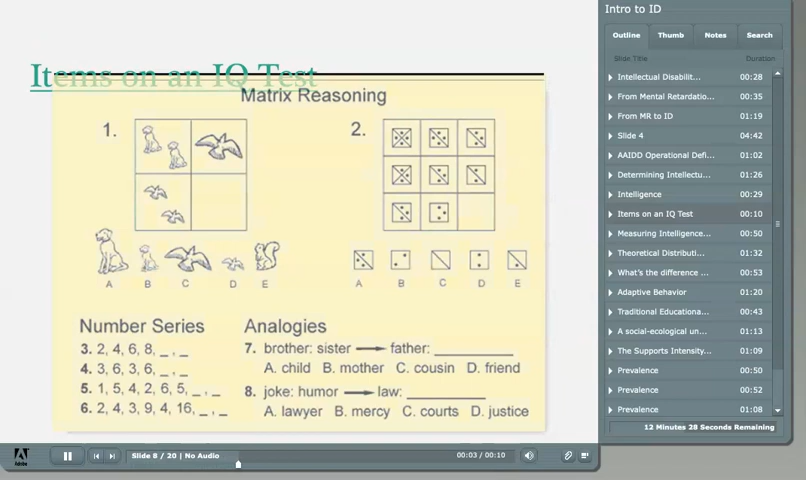 Intro to ID
Outline Thumb Notes Search
Slide Title Duration
Intellectual Disabilit... 00:28
From Mental Retardatio... 00:35
From MR to ID 01:19
Slide 4 04:42
AAIDD Operational Defi... 01:02
Determining Intellectu... 01:26
Intelligence 00:29
Items on an IQ Test 00:10
Measuring Intelligence... 00:50
Theoretical Distributi... 01:32
What's the difference ... 00:53
Adaptive Behavior 01:20
Traditional Educationa... 00:43
A social-ecological un... 01:13
The Supports Intensity... 01:09
Prevalence 00:50
Prevalence 00:52
Prevalence 01:08
12 Minutes 28 Seconds Remaining
Items on an IQ Test
Matrix Reasoning
1. 2.
A B C D E A B C D E
Number Series
3. 2, 4, 6, 8, _ , _
4. 3, 6, 3, 6, _ , _
5. 1, 5, 4, 2, 6, 5, _ , _
6. 2, 4, 3, 9, 4, 16, _ , _
Analogies
7. brother: sister → father: ________
A. child B. mother C. cousin D. friend
8. joke: humor → law: ________
A. lawyer B. mercy C. courts D. justice
Adobe
Slide 8 / 20 | No Audio 00:03 / 00:10